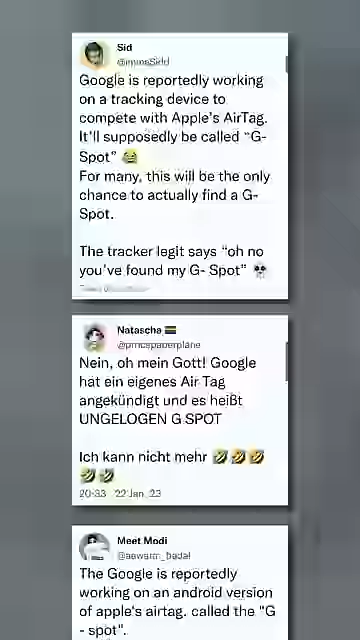 Sid
Google is reportedly working
on a tracking device to
compete with Apple's AirTag.
It'll supposedly be called “G-
Spot” 😂
For many, this will be the only
chance to actually find a G-
Spot.
The tracker legit says “oh no
you've found my G- Spot” 💀
Natascha
@princepaperplane
Nein, oh mein Gott! Google
hat ein eigenes Air Tag
angekündigt und es heißt
UNGELOGEN G SPOT
Ich kann nicht mehr 🤣🤣🤣
🤣🤣
20:33 22 Jan 23
Meet Modi
The Google is reportedly
working on an android version
of apple's airtag. called the "G
- spot".